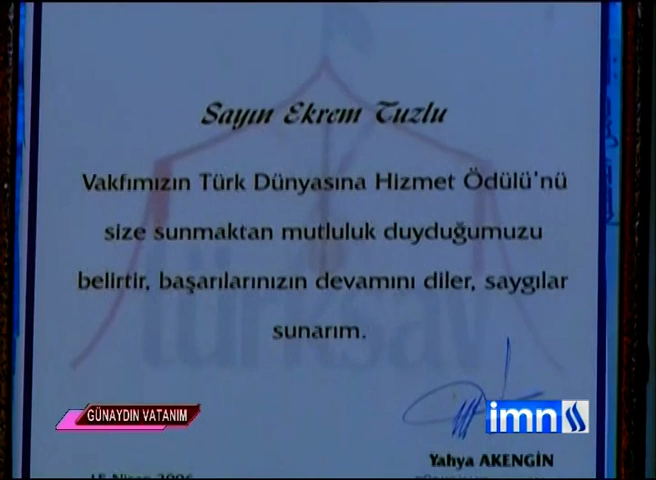 Sayın Ekrem Tuzlu
Vakfımızın Türk Dünyasına Hizmet Ödülü'nü
size sunmaktan mutluluk duyduğumuzu
belirtir, başarılarınızın devamını diler, saygılar
sunarım.
türksav
GÜNAYDIN VATANIM
imn
Yahya AKENGİN